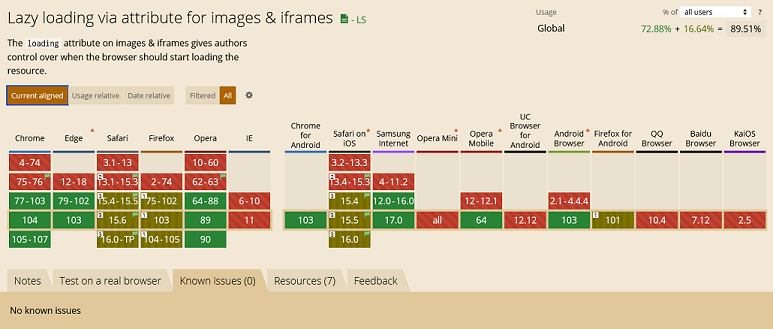 Lazy loading via attribute for images & iframes - LS
Usage % of all users ?
Global 72.88% + 16.64% = 89.51%
The loading attribute on images & iframes gives authors
control over when the browser should start loading the
resource.
Current aligned Usage relative Date relative Filtered All
Chrome Edge * Safari Firefox Opera IE Chrome for Android Safari on iOS * Samsung Internet Opera Mini * Opera Mobile * UC Browser for Android Android Browser * Firefox for Android QQ Browser Baidu Browser KaiOS Browser
4-74 3.1-13 10-60 3.2-13.3
75-76 12-18 13.1-15.3 2-74 62-63 13.4-15.3 4-11.2
77-103 79-102 15.4-15.5 75-102 64-88 6-10 15.4 12.0-16.0 12-12.1 2.1-4.4.4
104 103 15.6 103 89 11 103 15.5 17.0 all 64 12.12 103 101 10.4 7.12 2.5
105-107 16.0-TP 104-105 90 16.0
Notes Test on a real browser Known issues (0) Resources (7) Feedback
No known issues